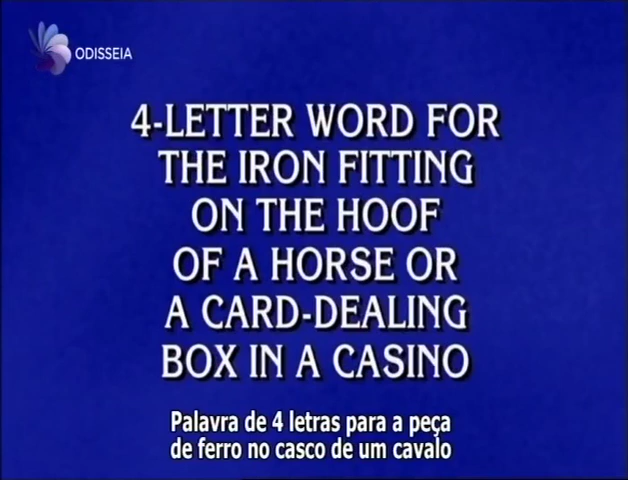 ODISSEIA
4-LETTER WORD FOR
THE IRON FITTING
ON THE HOOF
OF A HORSE OR
A CARD-DEALING
BOX IN A CASINO
Palavra de 4 letras para a peça
de ferro no casco de um cavalo